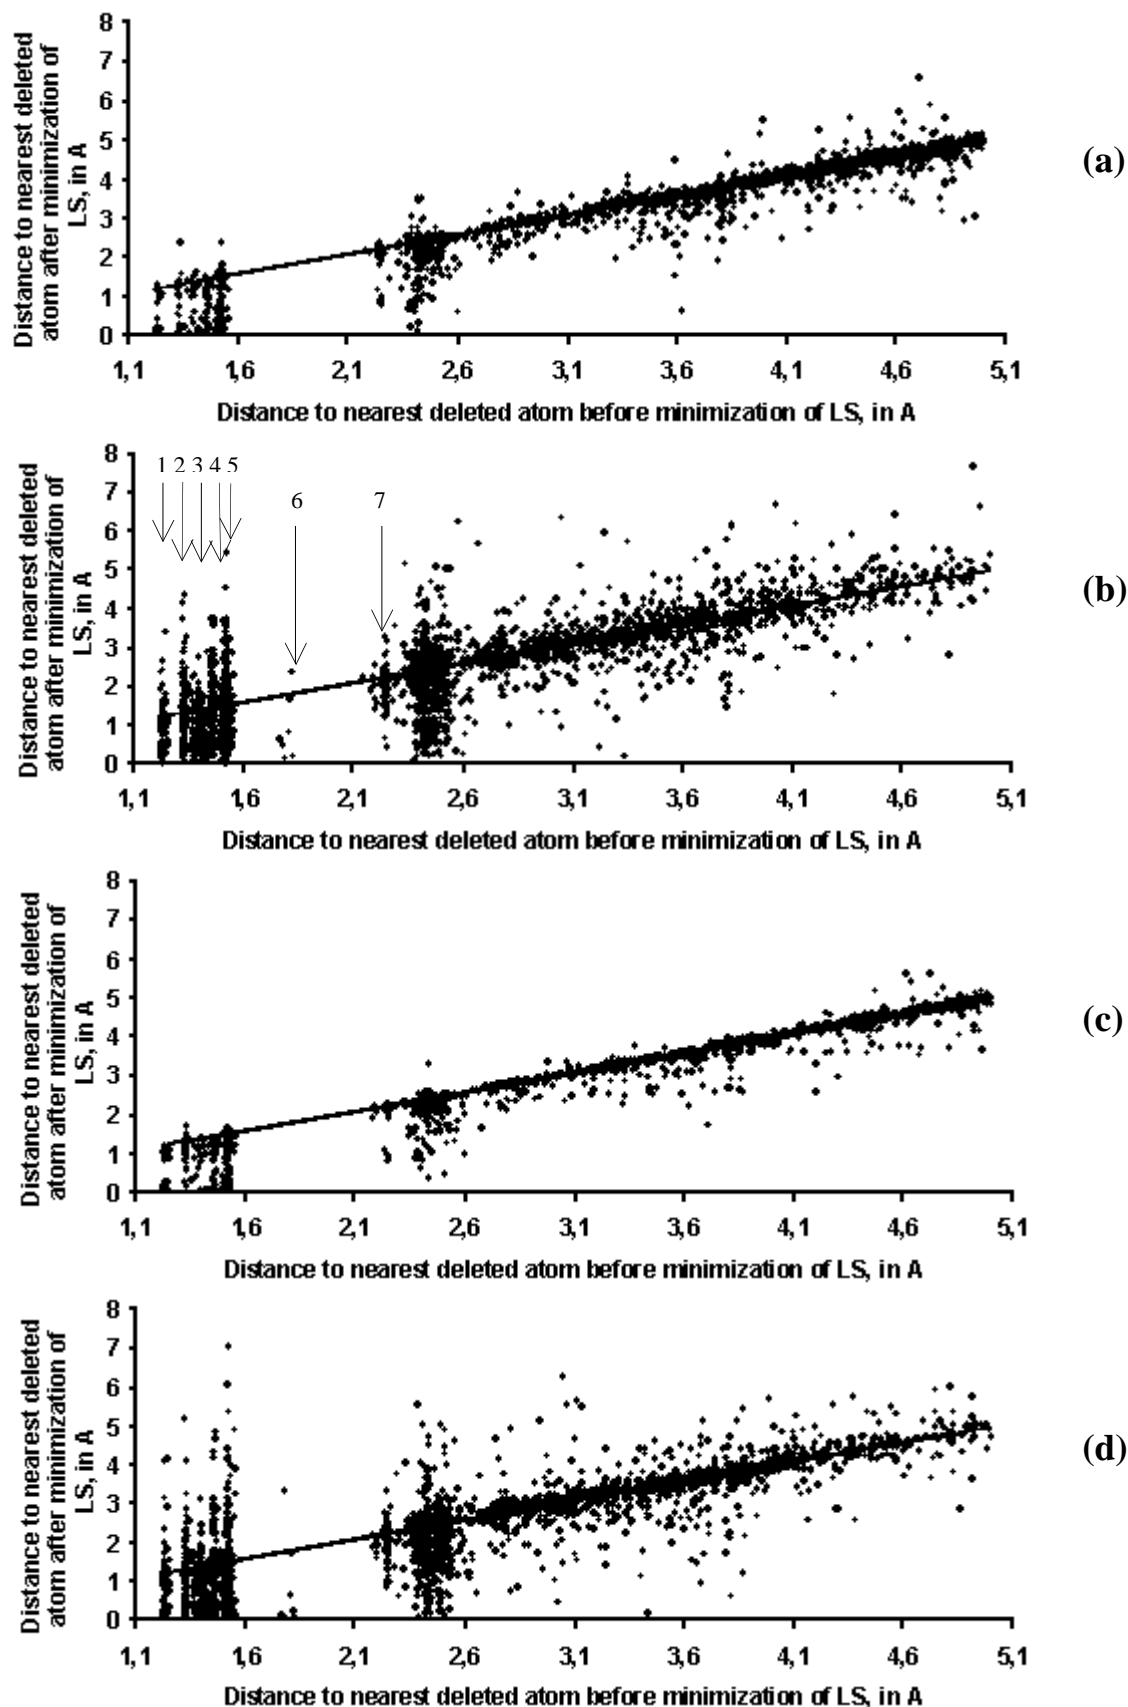 8
7
6
5
4
3
2
1
0
Distance to nearest deleted
atom after minimization of
LS, in A
1,1 1,6 2,1 2,6 3,1 3,6 4,1 4,6 5,1
Distance to nearest deleted atom before minimization of LS, in A
(a)
8
7
6
5
4
3
2
1
0
Distance to nearest deleted
atom after minimization of
LS, in A
1 2 3 4 5
6 7
1,1 1,6 2,1 2,6 3,1 3,6 4,1 4,6 5,1
Distance to nearest deleted atom before minimization of LS, in A
(b)
8
7
6
5
4
3
2
1
0
Distance to nearest deleted
atom after minimization of
LS, in A
1,1 1,6 2,1 2,6 3,1 3,6 4,1 4,6 5,1
Distance to nearest deleted atom before minimization of LS, in A
(c)
8
7
6
5
4
3
2
1
0
Distance to nearest deleted
atom after minimization of
LS, in A
1,1 1,6 2,1 2,6 3,1 3,6 4,1 4,6 5,1
Distance to nearest deleted atom before minimization of LS, in A
(d)